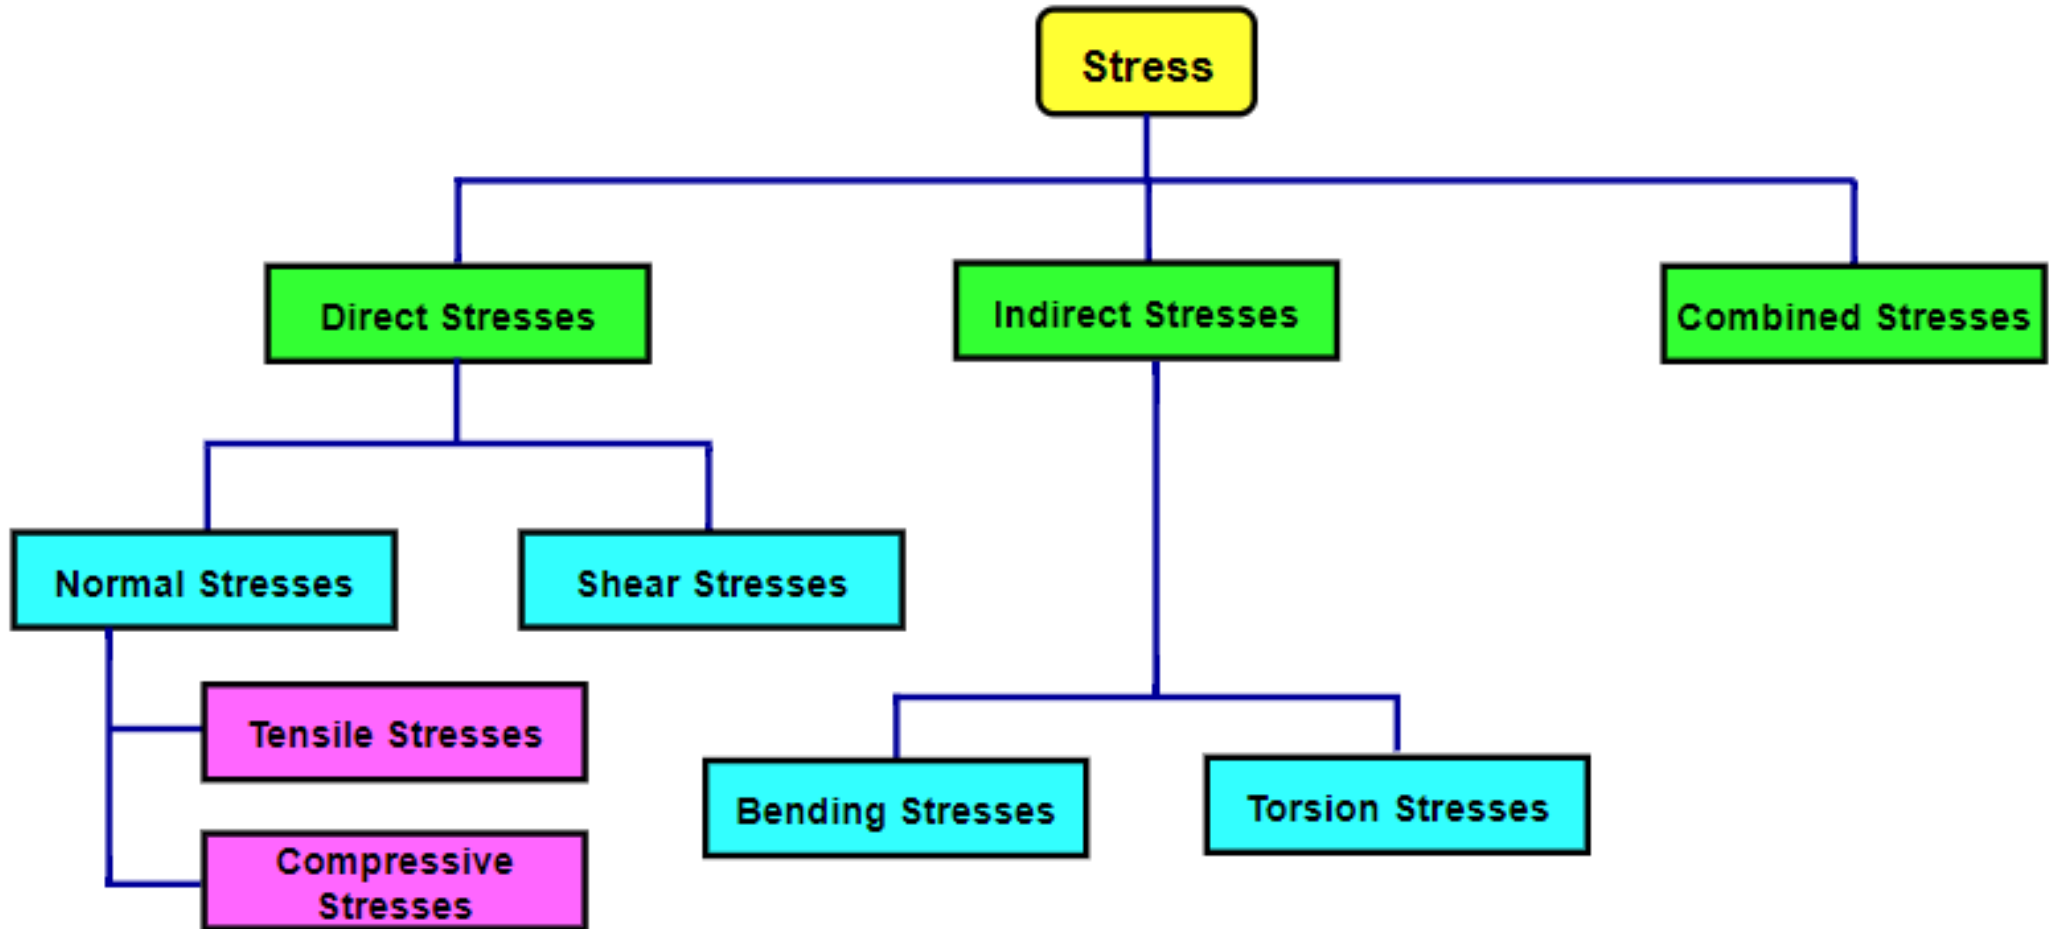 Stress
Direct Stresses
Indirect Stresses
Combined Stresses
Normal Stresses
Shear Stresses
Tensile Stresses
Compressive
Stresses
Bending Stresses
Torsion Stresses